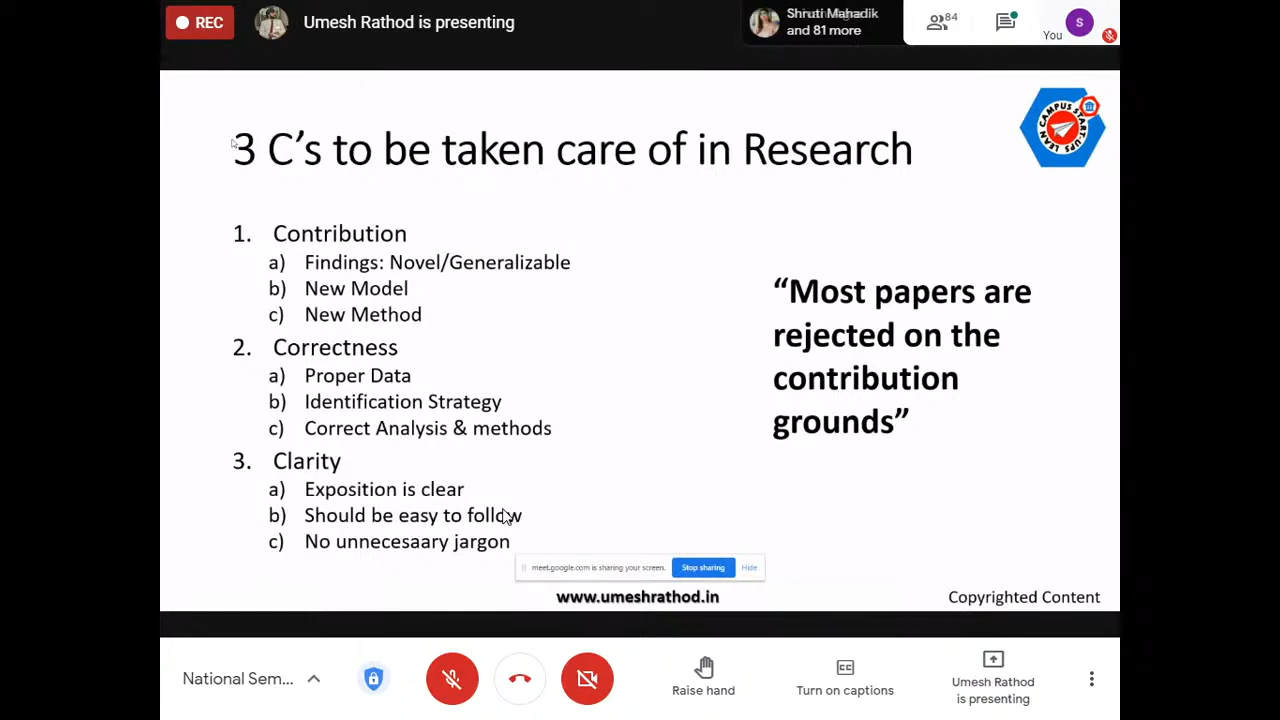 REC
Umesh Rathod is presenting
Shruti Mahadik
and 81 more
84
You
S
3 C's to be taken care of in Research
LEAN CAMPUS START-UPS
1. Contribution
a) Findings: Novel/Generalizable
b) New Model
c) New Method
2. Correctness
a) Proper Data
b) Identification Strategy
c) Correct Analysis & methods
3. Clarity
a) Exposition is clear
b) Should be easy to follow
c) No unnecesaary jargon
“Most papers are
rejected on the
contribution
grounds”
meet.google.com is sharing your screen.
Stop sharing
Hide
www.umeshrathod.in
Copyrighted Content
National Sem...
Raise hand
Turn on captions
Umesh Rathod
is presenting